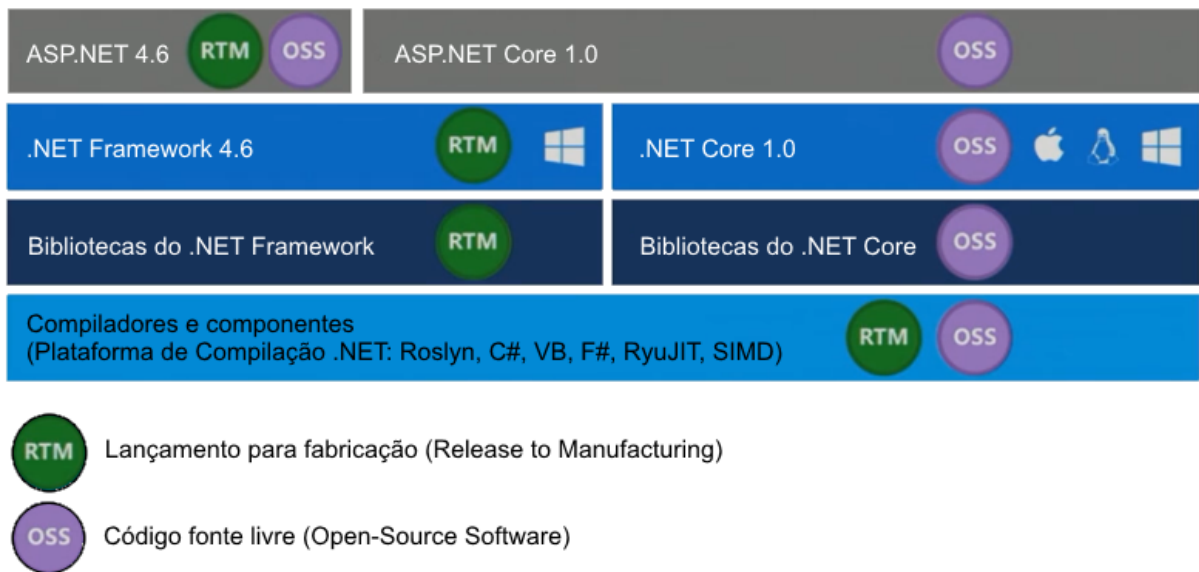 ASP.NET 4.6 RTM OSS
ASP.NET Core 1.0 OSS
.NET Framework 4.6 RTM
.NET Core 1.0 OSS
Bibliotecas do .NET Framework RTM
Bibliotecas do .NET Core OSS
Compiladores e componentes
(Plataforma de Compilação .NET: Roslyn, C#, VB, F#, RyuJIT, SIMD) RTM OSS
RTM Lançamento para fabricação (Release to Manufacturing)
OSS Código fonte livre (Open-Source Software)